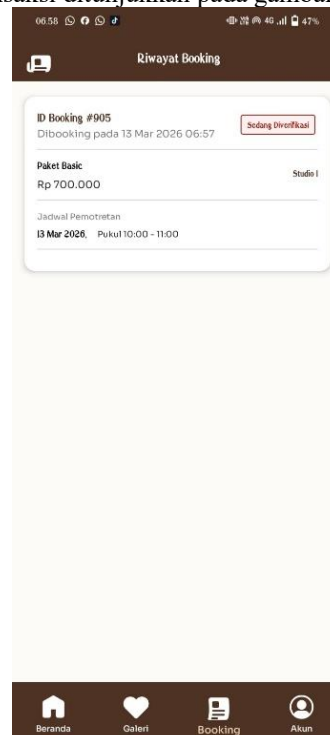 ditunjukkan pada gambar
06.58 46 47%
Riwayat Booking
ID Booking #905
Dibooking pada 13 Mar 2026 06:57
Sedang Diverifikasi
Paket Basic
Rp 700.000
Studio 1
Jadwal Pemotretan
13 Mar 2026, Pukul 10:00 - 11:00
Beranda Galeri Booking Akun